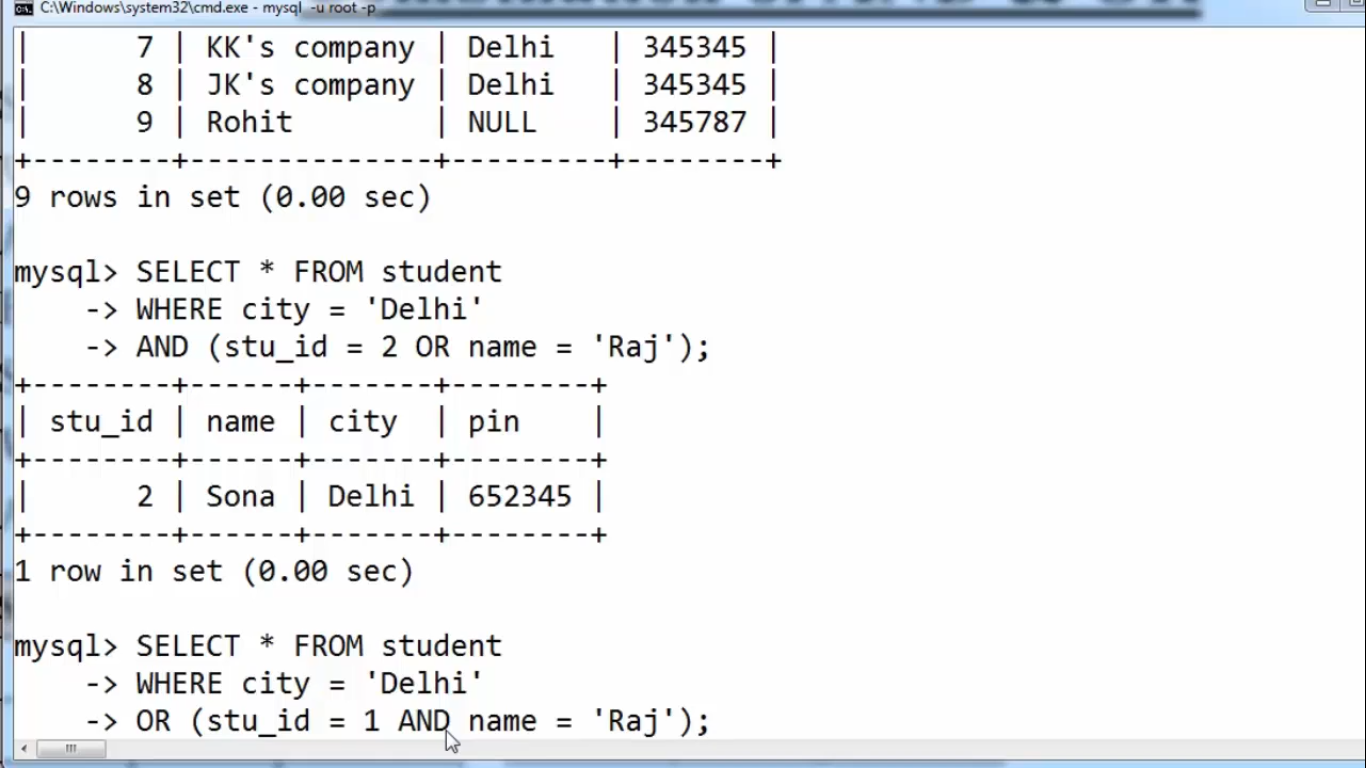 C:\Windows\system32\cmd.exe - mysql -u root -p
|      7 | KK's company | Delhi   | 345345 |
|      8 | JK's company | Delhi   | 345345 |
|      9 | Rohit        | NULL    | 345787 |
+--------+--------------+---------+--------+
9 rows in set (0.00 sec)
mysql> SELECT * FROM student
    -> WHERE city = 'Delhi'
    -> AND (stu_id = 2 OR name = 'Raj');
+--------+------+-------+--------+
| stu_id | name | city  | pin    |
+--------+------+-------+--------+
|      2 | Sona | Delhi | 652345 |
+--------+------+-------+--------+
1 row in set (0.00 sec)
mysql> SELECT * FROM student
    -> WHERE city = 'Delhi'
    -> OR (stu_id = 1 AND name = 'Raj');